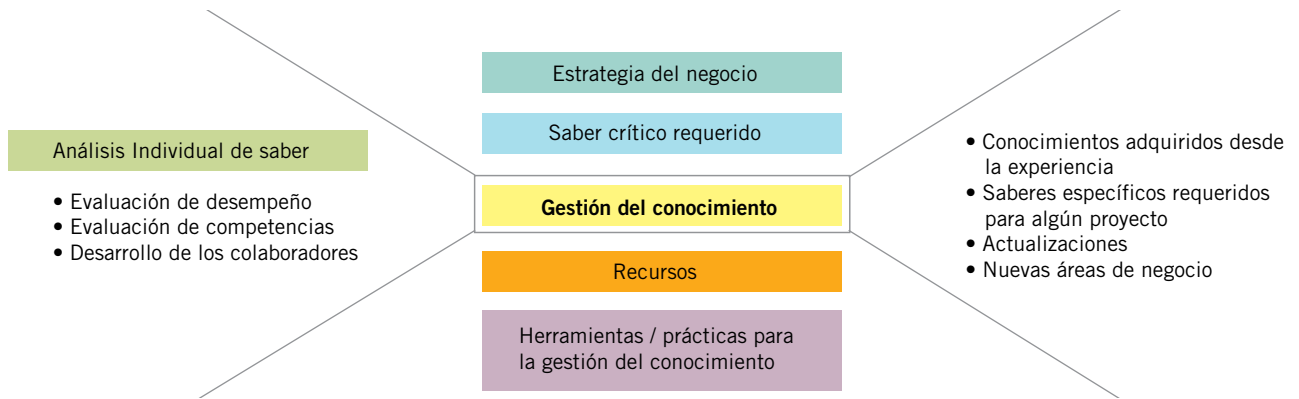 Estrategia del negocio
Saber crítico requerido
Análisis Individual de saber
• Evaluación de desempeño
• Evaluación de competencias
• Desarrollo de los colaboradores
Gestión del conocimiento
Recursos
Herramientas / prácticas para
la gestión del conocimiento
• Conocimientos adquiridos desde
la experiencia
• Saberes específicos requeridos
para algún proyecto
• Actualizaciones
• Nuevas áreas de negocio